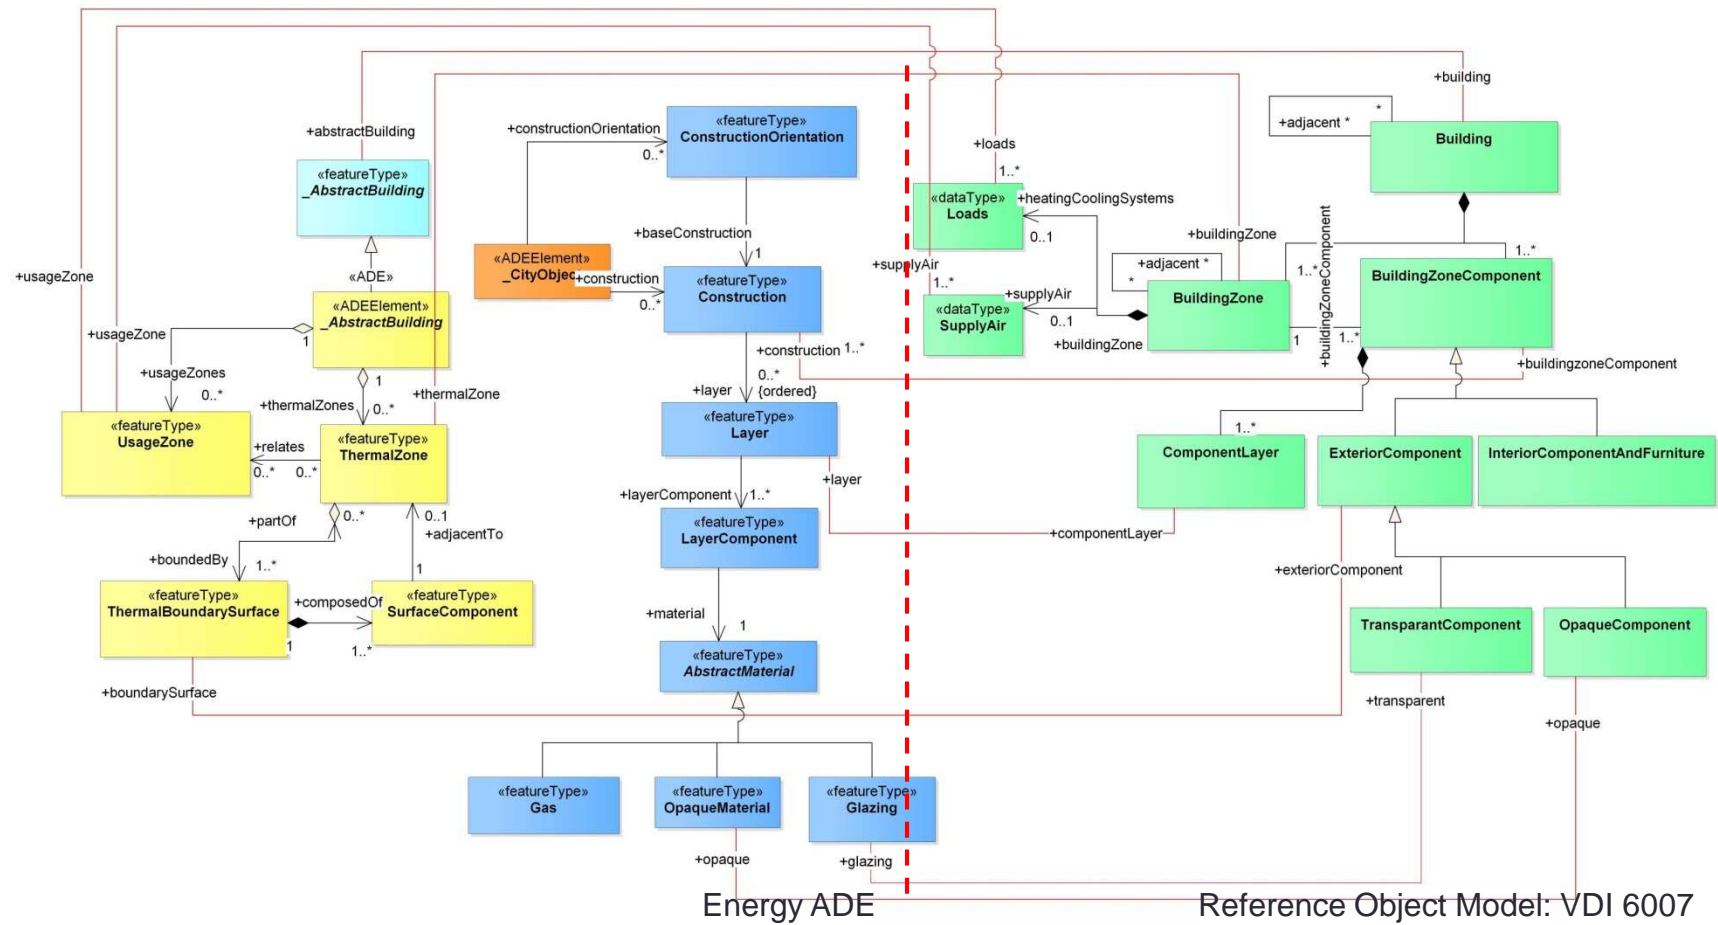 +building
+adjacent *
*
Building
+abstractBuilding
«featureType»
_AbstractBuilding
+constructionOrientation
0..*
«featureType»
ConstructionOrientation
+loads
1..*
«dataType»
Loads
+heatingCoolingSystems
0..1
+baseConstruction
1
+buildingZone
1..*
1..*
+usageZone
«ADE»
«ADEElement»
_CityObjec
+construction
0..*
«featureType»
Construction
+supplyAir
1..*
+adjacent *
*
BuildingZone
+buildingZoneComponent
BuildingZoneComponent
«ADEElement»
_AbstractBuilding
1
1
+supplyAir
0..1
«dataType»
SupplyAir
+buildingZone
1
1..*
+usageZone
+usageZones
0..*
+thermalZones
0..*
+thermalZone
+construction
1..*
0..*
{ordered}
+layer
+buildingzoneComponent
«featureType»
UsageZone
+relates
0..*
0..*
«featureType»
ThermalZone
«featureType»
Layer
+layer
1..*
ComponentLayer
ExteriorComponent
InteriorComponentAndFurniture
+layerComponent
1..*
+partOf
0..*
0..1
+adjacentTo
1
+boundedBy
1..*
«featureType»
LayerComponent
+componentLayer
+exteriorComponent
«featureType»
ThermalBoundarySurface
+composedOf
1
1..*
«featureType»
SurfaceComponent
+material
1
TransparantComponent
OpaqueComponent
«featureType»
AbstractMaterial
+boundarySurface
+transparent
+opaque
«featureType»
Gas
«featureType»
OpaqueMaterial
«featureType»
Glazing
+opaque
+glazing
Energy ADE
Reference Object Model: VDI 6007